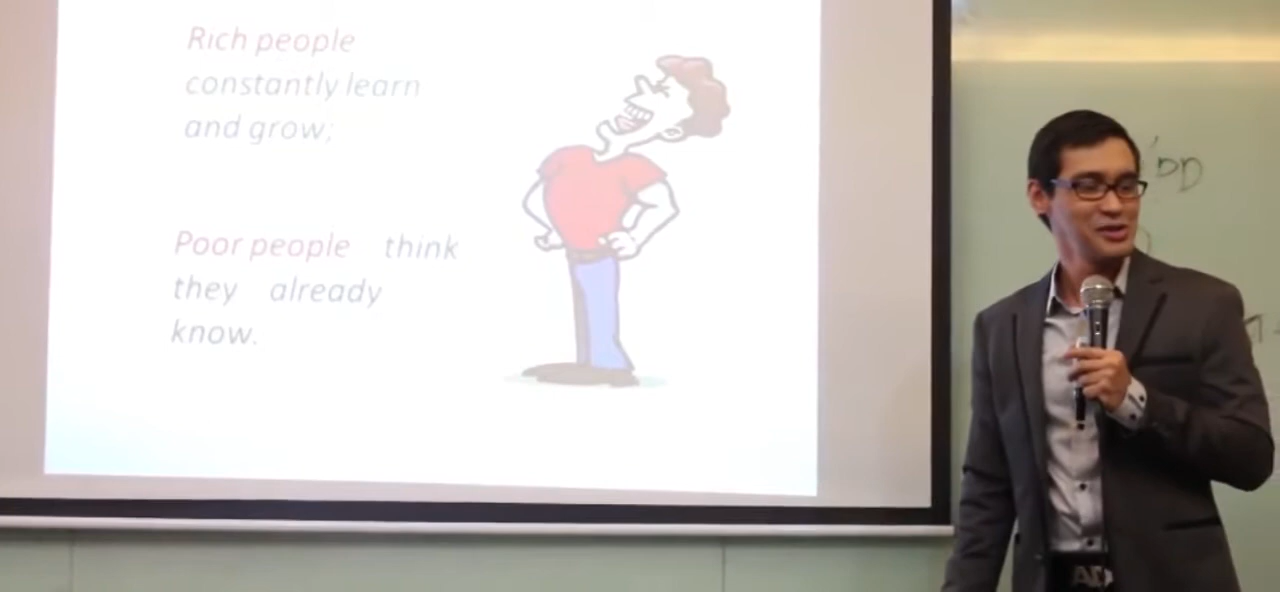 Rich people
constantly learn
and grow;
Poor people think
they already
know.